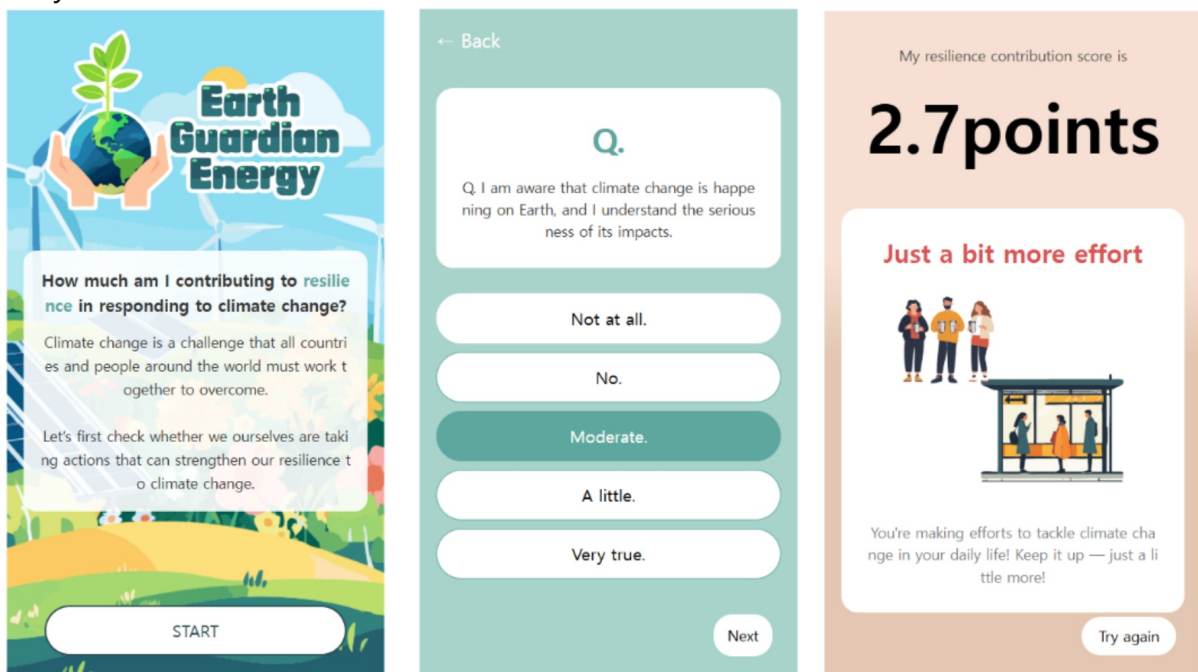 Earth
Guardian
Energy
How much am I contributing to resilie
nce in responding to climate change?
Climate change is a challenge that all countri
es and people around the world must work t
ogether to overcome.
Let's first check whether we ourselves are taki
ng actions that can strengthen our resilience t
o climate change.
START
← Back
Q.
Q. I am aware that climate change is happe
ning on Earth, and I understand the serious
ness of its impacts.
Not at all.
No.
Moderate.
A little.
Very true.
Next
My resilience contribution score is
2.7points
Just a bit more effort
You're making efforts to tackle climate cha
nge in your daily life! Keep it up — just a li
ttle more!
Try again